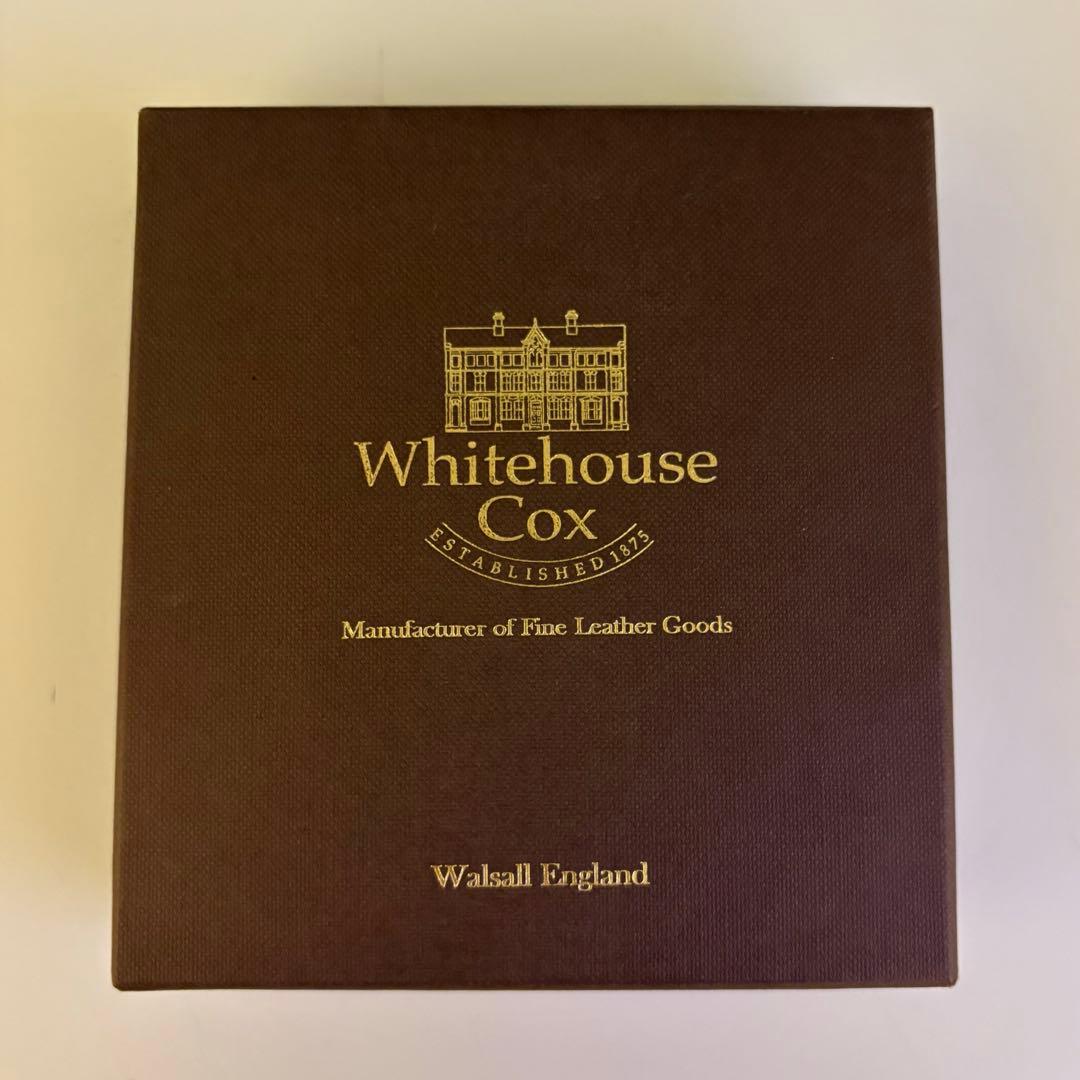 Whitehouse
Cox
ESTABLISHED 1875
Manufacturer of Fine Leather Goods
Walsall England